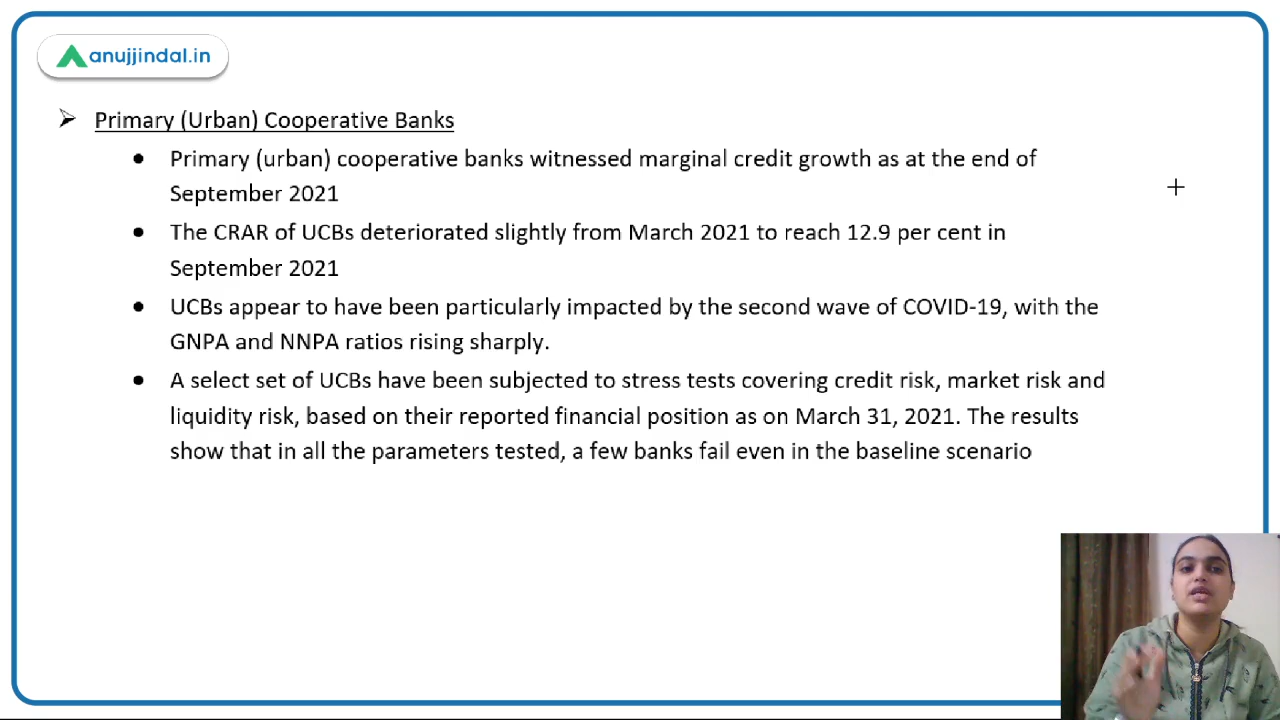 anujjindal.in
➢ Primary (Urban) Cooperative Banks
• Primary (urban) cooperative banks witnessed marginal credit growth as at the end of
September 2021
• The CRAR of UCBs deteriorated slightly from March 2021 to reach 12.9 per cent in
September 2021
• UCBs appear to have been particularly impacted by the second wave of COVID-19, with the
GNPA and NNPA ratios rising sharply.
• A select set of UCBs have been subjected to stress tests covering credit risk, market risk and
liquidity risk, based on their reported financial position as on March 31, 2021. The results
show that in all the parameters tested, a few banks fail even in the baseline scenario